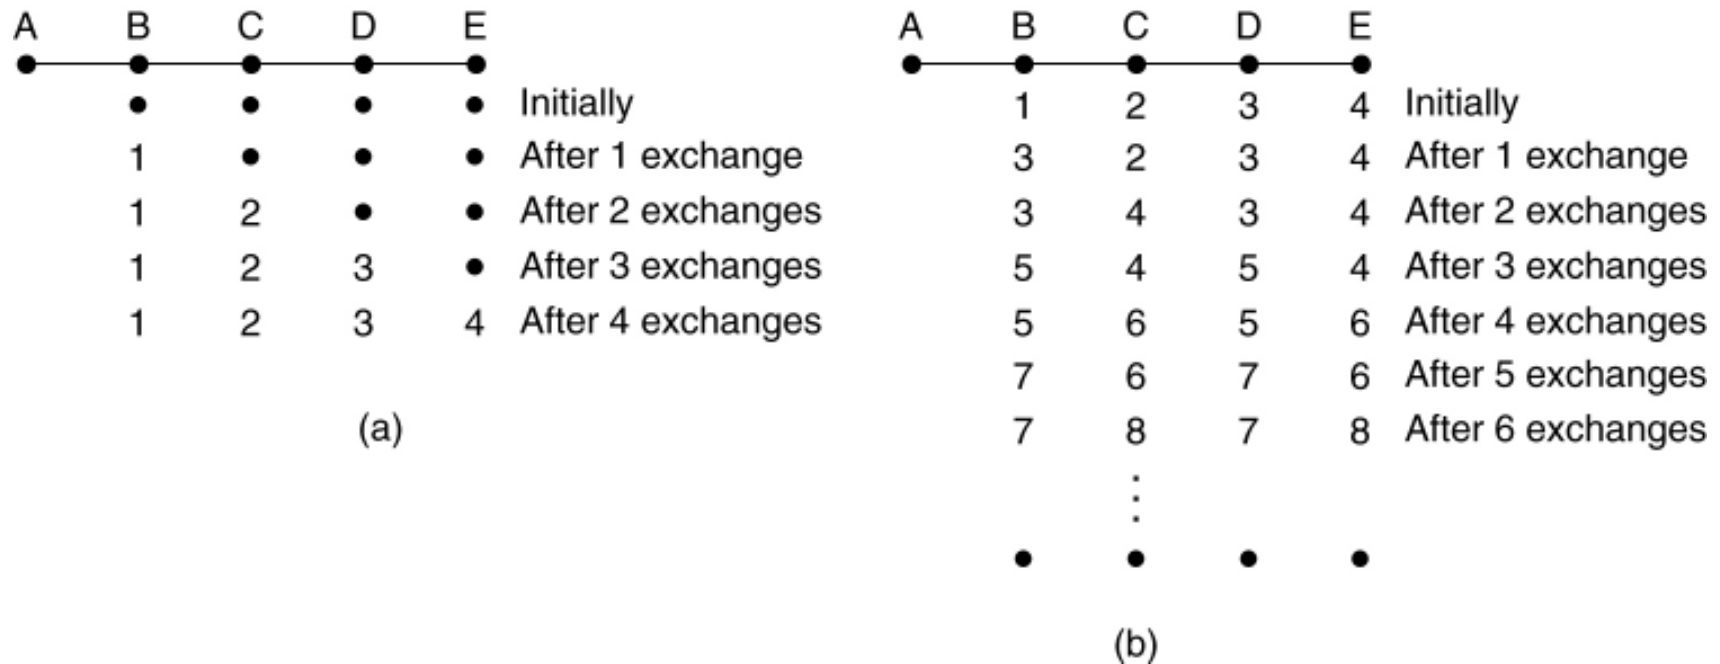 A B C D E
• • • • Initially
1 • • • After 1 exchange
1 2 • • After 2 exchanges
1 2 3 • After 3 exchanges
1 2 3 4 After 4 exchanges
(a)
A B C D E
1 2 3 4 Initially
3 2 3 4 After 1 exchange
3 4 3 4 After 2 exchanges
5 4 5 4 After 3 exchanges
5 6 5 6 After 4 exchanges
7 6 7 6 After 5 exchanges
7 8 7 8 After 6 exchanges
⋮
• • • •
(b)